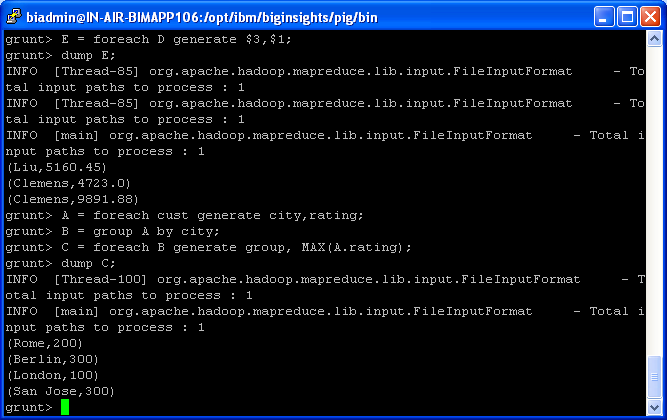 biadmin@IN-AIR-BIMAPP106:/opt/ibm/biginsights/pig/bin
grunt> E = foreach D generate $3,$1;
grunt> dump E;
INFO  [Thread-85] org.apache.hadoop.mapreduce.lib.input.FileInputFormat     - To
tal input paths to process : 1
INFO  [Thread-85] org.apache.hadoop.mapreduce.lib.input.FileInputFormat     - To
tal input paths to process : 1
INFO  [main] org.apache.hadoop.mapreduce.lib.input.FileInputFormat     - Total i
nput paths to process : 1
(Liu,5160.45)
(Clemens,4723.0)
(Clemens,9891.88)
grunt> A = foreach cust generate city,rating;
grunt> B = group A by city;
grunt> C = foreach B generate group, MAX(A.rating);
grunt> dump C;
INFO  [Thread-100] org.apache.hadoop.mapreduce.lib.input.FileInputFormat     - T
otal input paths to process : 1
INFO  [main] org.apache.hadoop.mapreduce.lib.input.FileInputFormat     - Total i
nput paths to process : 1
(Rome,200)
(Berlin,300)
(London,100)
(San Jose,300)
grunt>